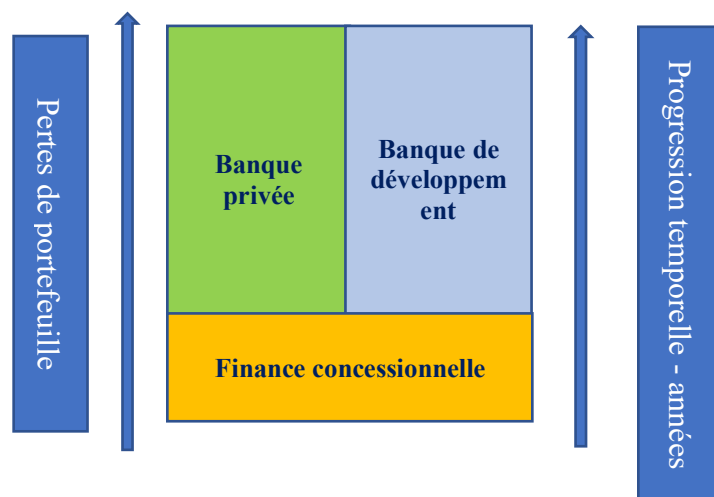 Pertes de portefeuille
Banque
privée
Banque de
développem
ent
Finance concessionnelle
Progression temporelle - années